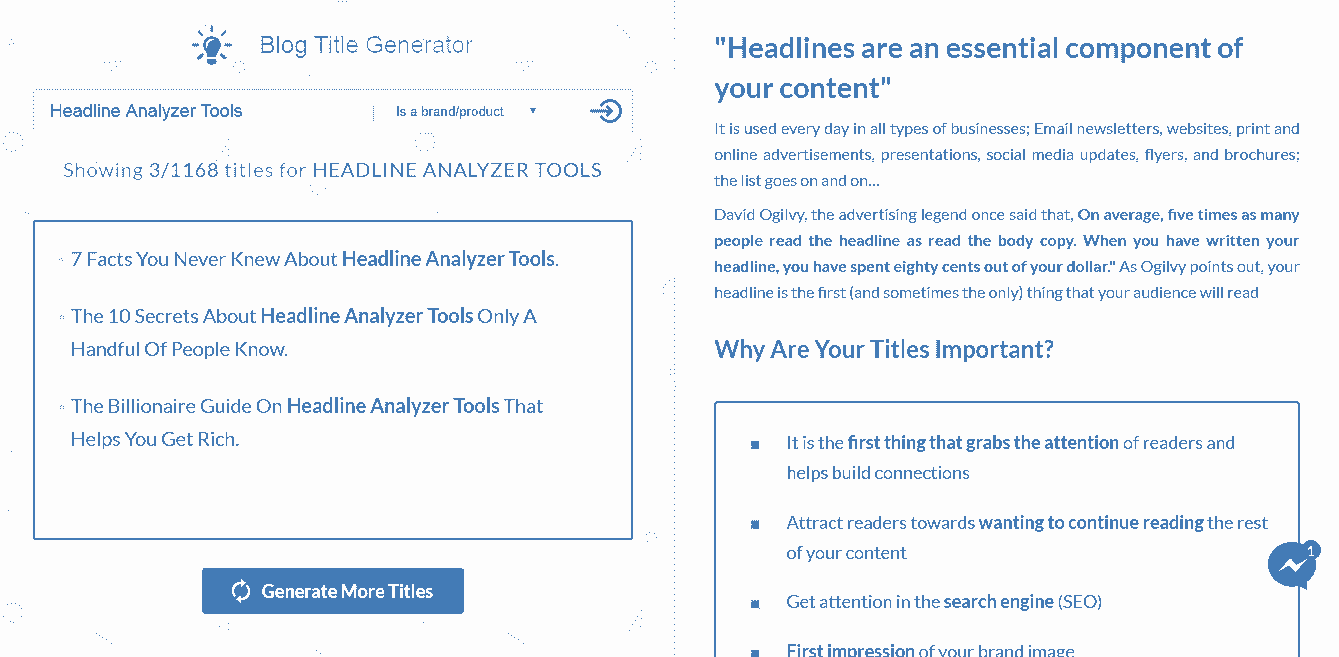 Blog Title Generator
Headline Analyzer Tools
Is a brand/product
Showing 3/1168 titles for HEADLINE ANALYZER TOOLS
7 Facts You Never Knew About Headline Analyzer Tools.
The 10 Secrets About Headline Analyzer Tools Only A
Handful Of People Know.
The Billionaire Guide On Headline Analyzer Tools That
Helps You Get Rich.
Generate More Titles
"Headlines are an essential component of
your content"
It is used every day in all types of businesses; Email newsletters, websites, print and
online advertisements, presentations, social media updates, flyers, and brochures;
the list goes on and on...
David Ogilvy, the advertising legend once said that, On average, five times as many
people read the headline as read the body copy. When you have written your
headline, you have spent eighty cents out of your dollar." As Ogilvy points out, your
headline is the first (and sometimes the only) thing that your audience will read
Why Are Your Titles Important?
It is the first thing that grabs the attention of readers and
helps build connections
Attract readers towards wanting to continue reading the rest
of your content
Get attention in the search engine (SEO)
First impression of your brand image
1